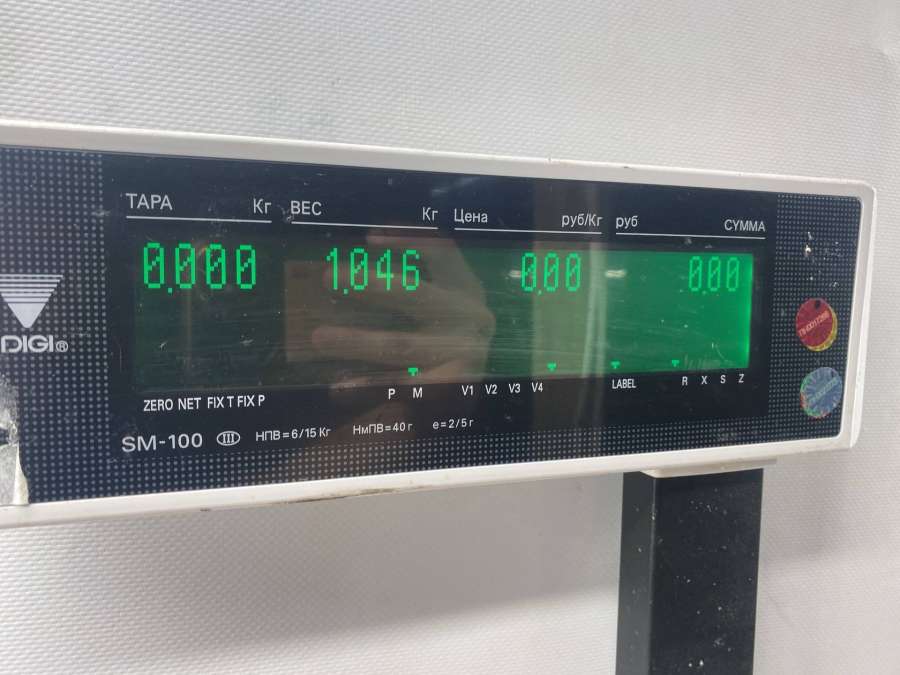 ТАРА Кг ВЕС Кг Цена руб/Кг руб СУММА
0.000 1.046 0.00 0.00
DIGI®
P M V1 V2 V3 V4 LABEL R X S Z
ZERO NET FIX T FIX P
SM-100 III НПВ=6/15 Кг НмПВ=40 г e=2/5 г